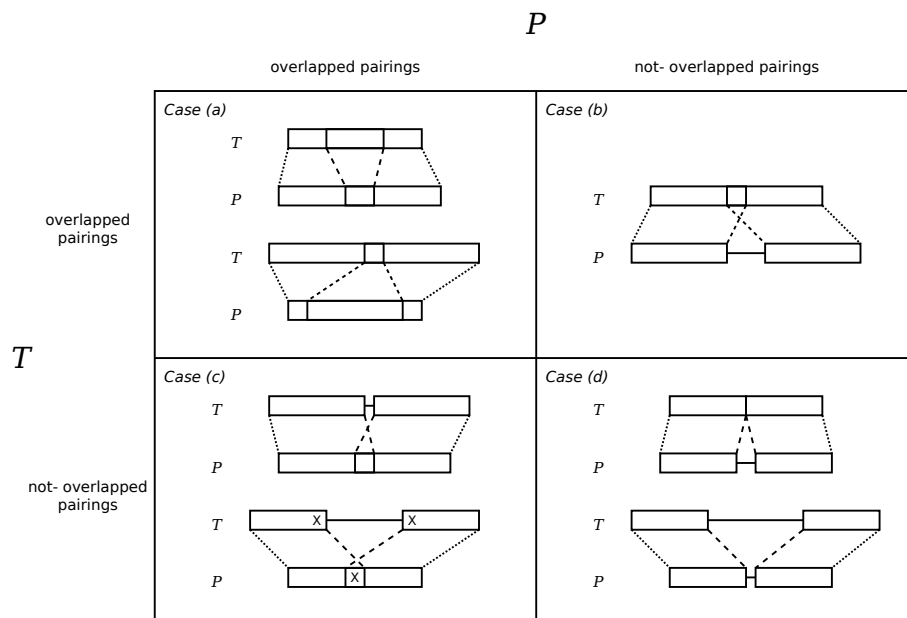 P
overlapped pairings
not- overlapped pairings
Case (a)
Case (b)
T
P
T
P
T
P
overlapped
pairings
T
Case (c)
Case (d)
T
P
T
P
X
X
T
X
P
T
P
T
P
not- overlapped
pairings